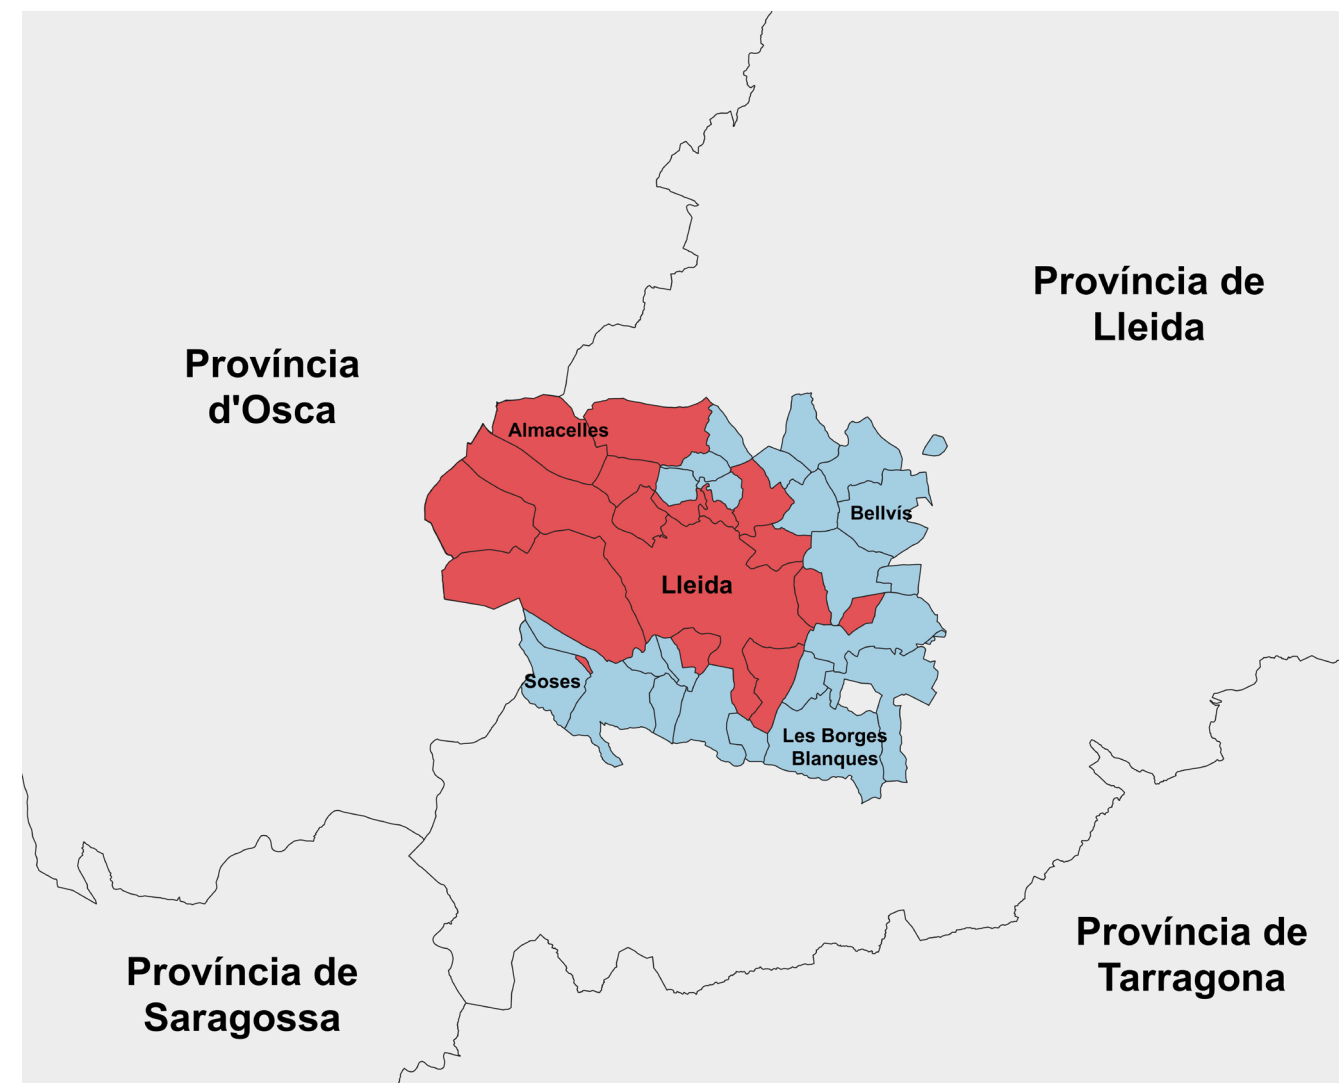 Província de
Lleida
Província
d'Osca
Almacelles
Bellvís
Lleida
Soses
Les Borges
Blanques
Província de
Tarragona
Província de
Saragossa